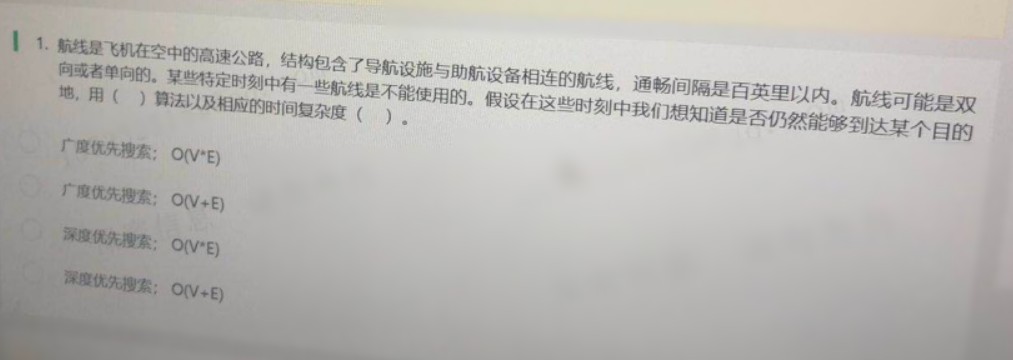 1. 航线是飞机在空中的高速公路，结构包含了导航设施与助航设备相连的航线，通畅间隔是百英里以内。航线可能是双
向或者单向的。某些特定时刻中有一些航线是不能使用的。假设在这些时刻中我们想知道是否仍然能够到达某个目的
地，用（ ）算法以及相应的时间复杂度（ ）。
广度优先搜索；O(V*E)
广度优先搜索；O(V+E)
深度优先搜索；O(V*E)
深度优先搜索；O(V+E)